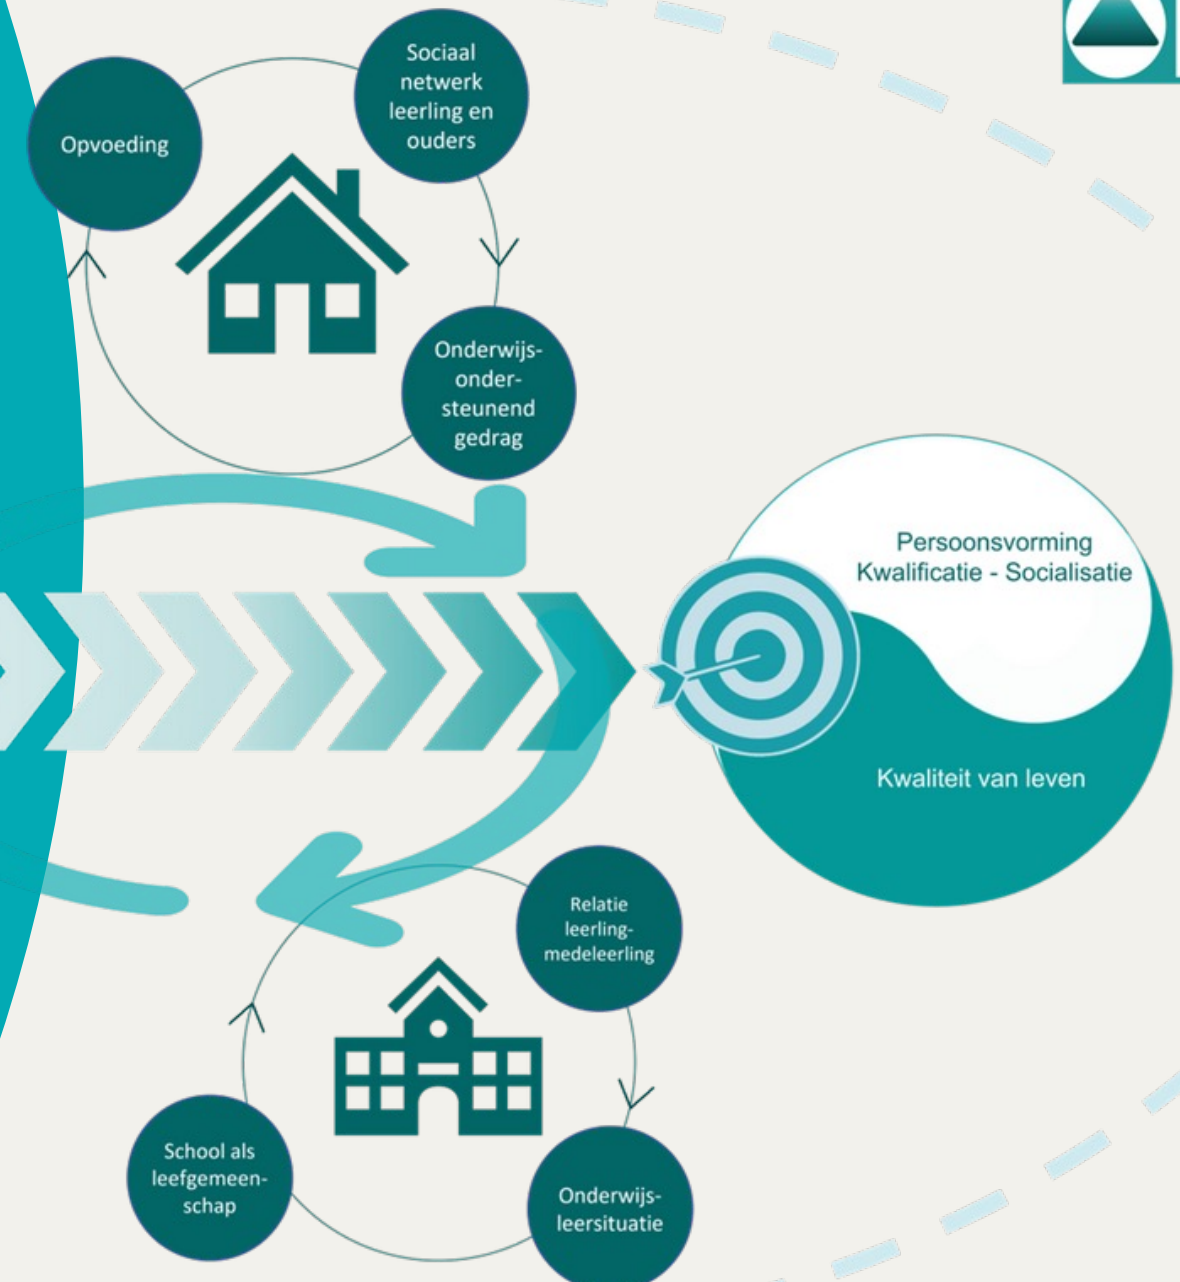 Opvoeding
Sociaal
netwerk
leerling en
ouders
Onderwijs-
onder-
steunend
gedrag
Persoonsvorming
Kwalificatie - Socialisatie
Kwaliteit van leven
Relatie
leerling-
medeleerling
School als
leefgemeen-
schap
Onderwijs-
leersituatie